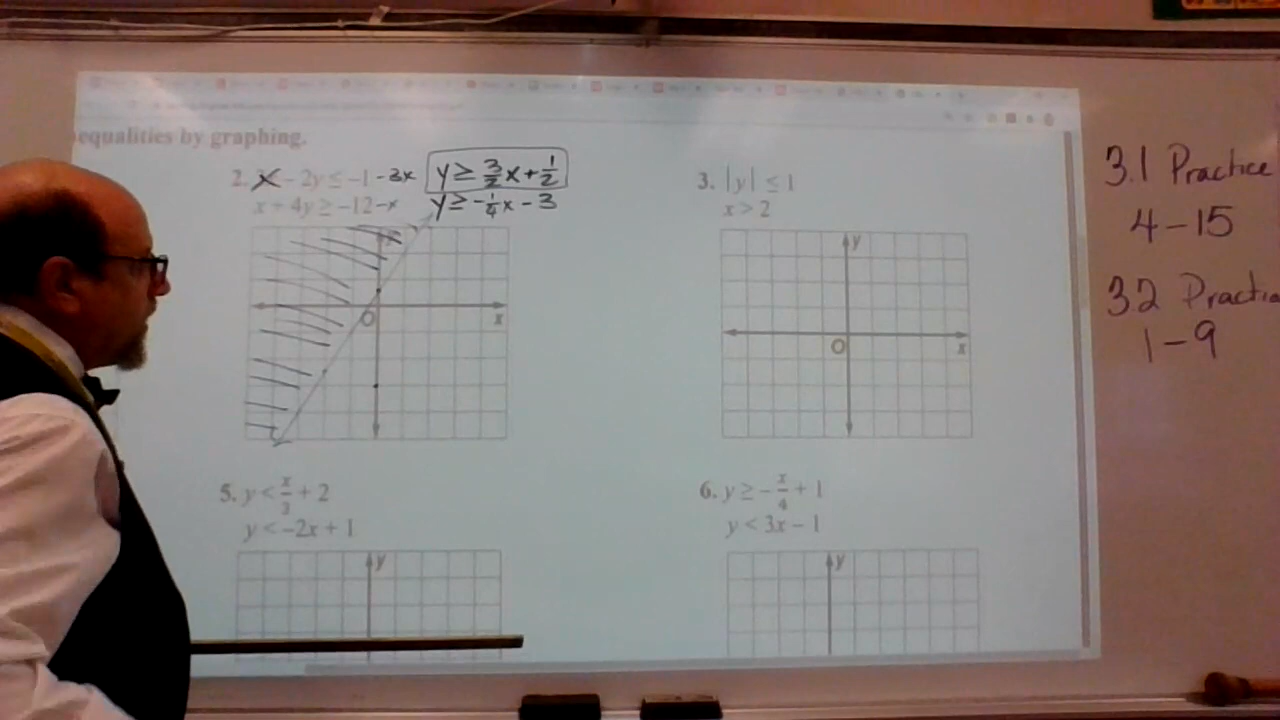 equalities by graphing.
2. x - 2y ≤ -1 -3x
y ≥ 3/2x + 1/2
x + 4y ≥ -12 -x
y ≥ -1/4x - 3
y
O
x
3. |y| ≤ 1
x > 2
y
O
x
5. y < x/3 + 2
y < -2x + 1
y
6. y ≥ -x/4 + 1
y < 3x - 1
y
3.1 Practice
4-15
3.2 Practic
1-9